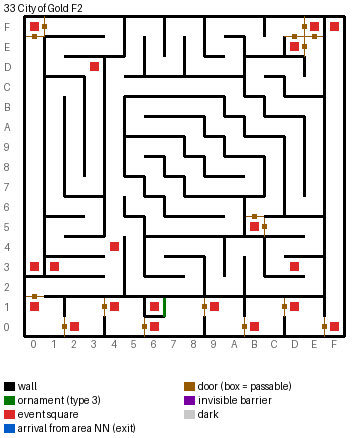 33 City of Gold F2
F
E
D
C
B
A
9
8
7
6
5
4
3
2
1
0
0 1 2 3 4 5 6 7 8 9 A B C D E F
wall door (box = passable)
ornament (type 3) invisible barrier
event square dark
arrival from area NN (exit)